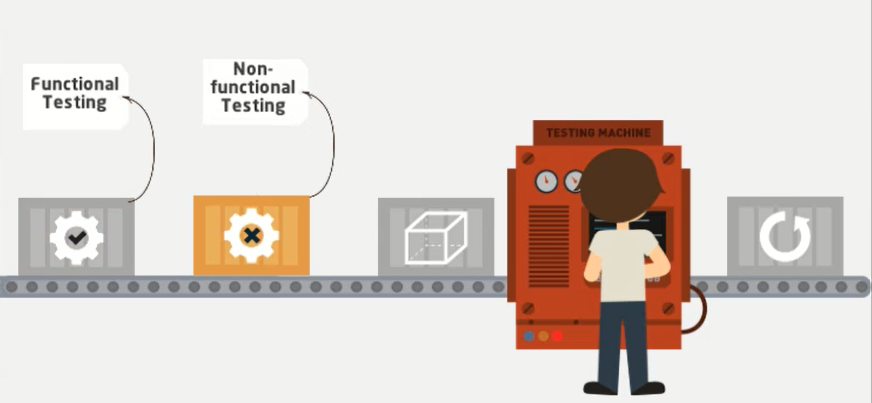 Functional
Testing
Non-
functional
Testing
TESTING MACHINE